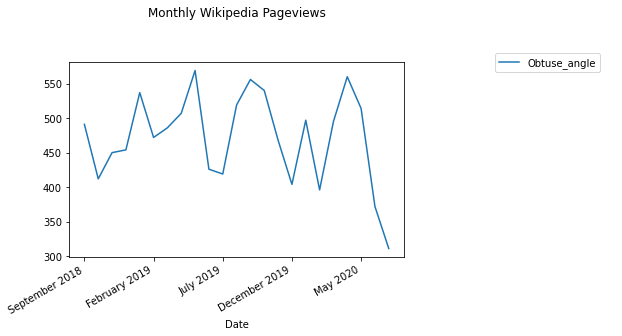 Monthly Wikipedia Pageviews
Obtuse_angle
550
500
450
400
350
300
September 2018
February 2019
July 2019
December 2019
May 2020
Date